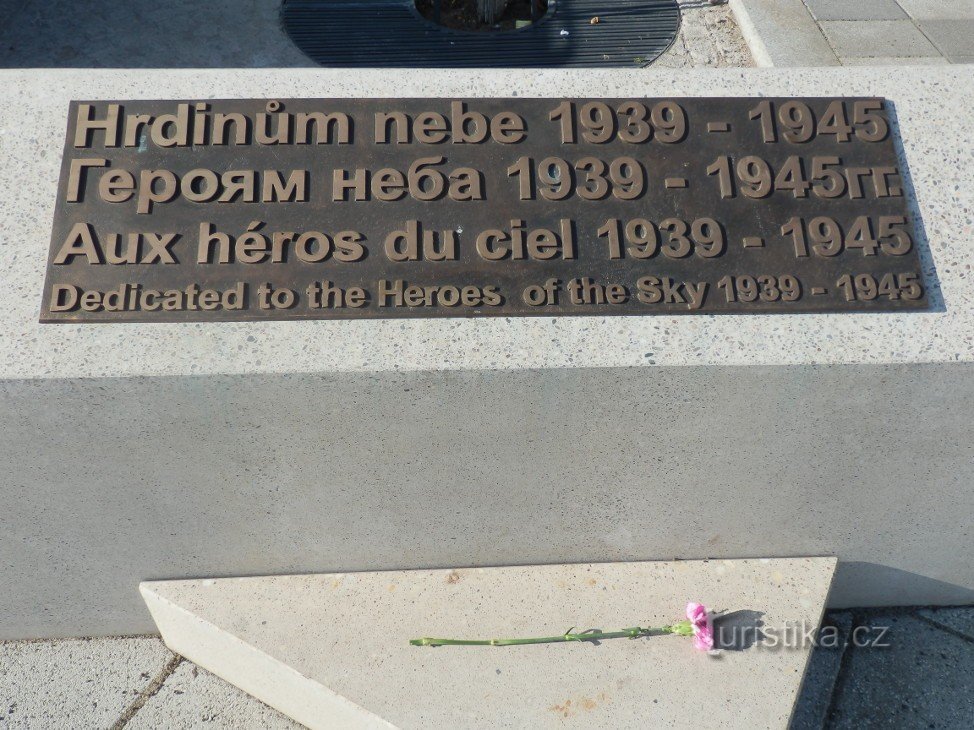 Hrdinům nebe 1939 - 1945
Героям неба 1939 - 1945гг.
Aux héros du ciel 1939 - 1945
Dedicated to the Heroes of the Sky 1939 - 1945
Turistika.cz